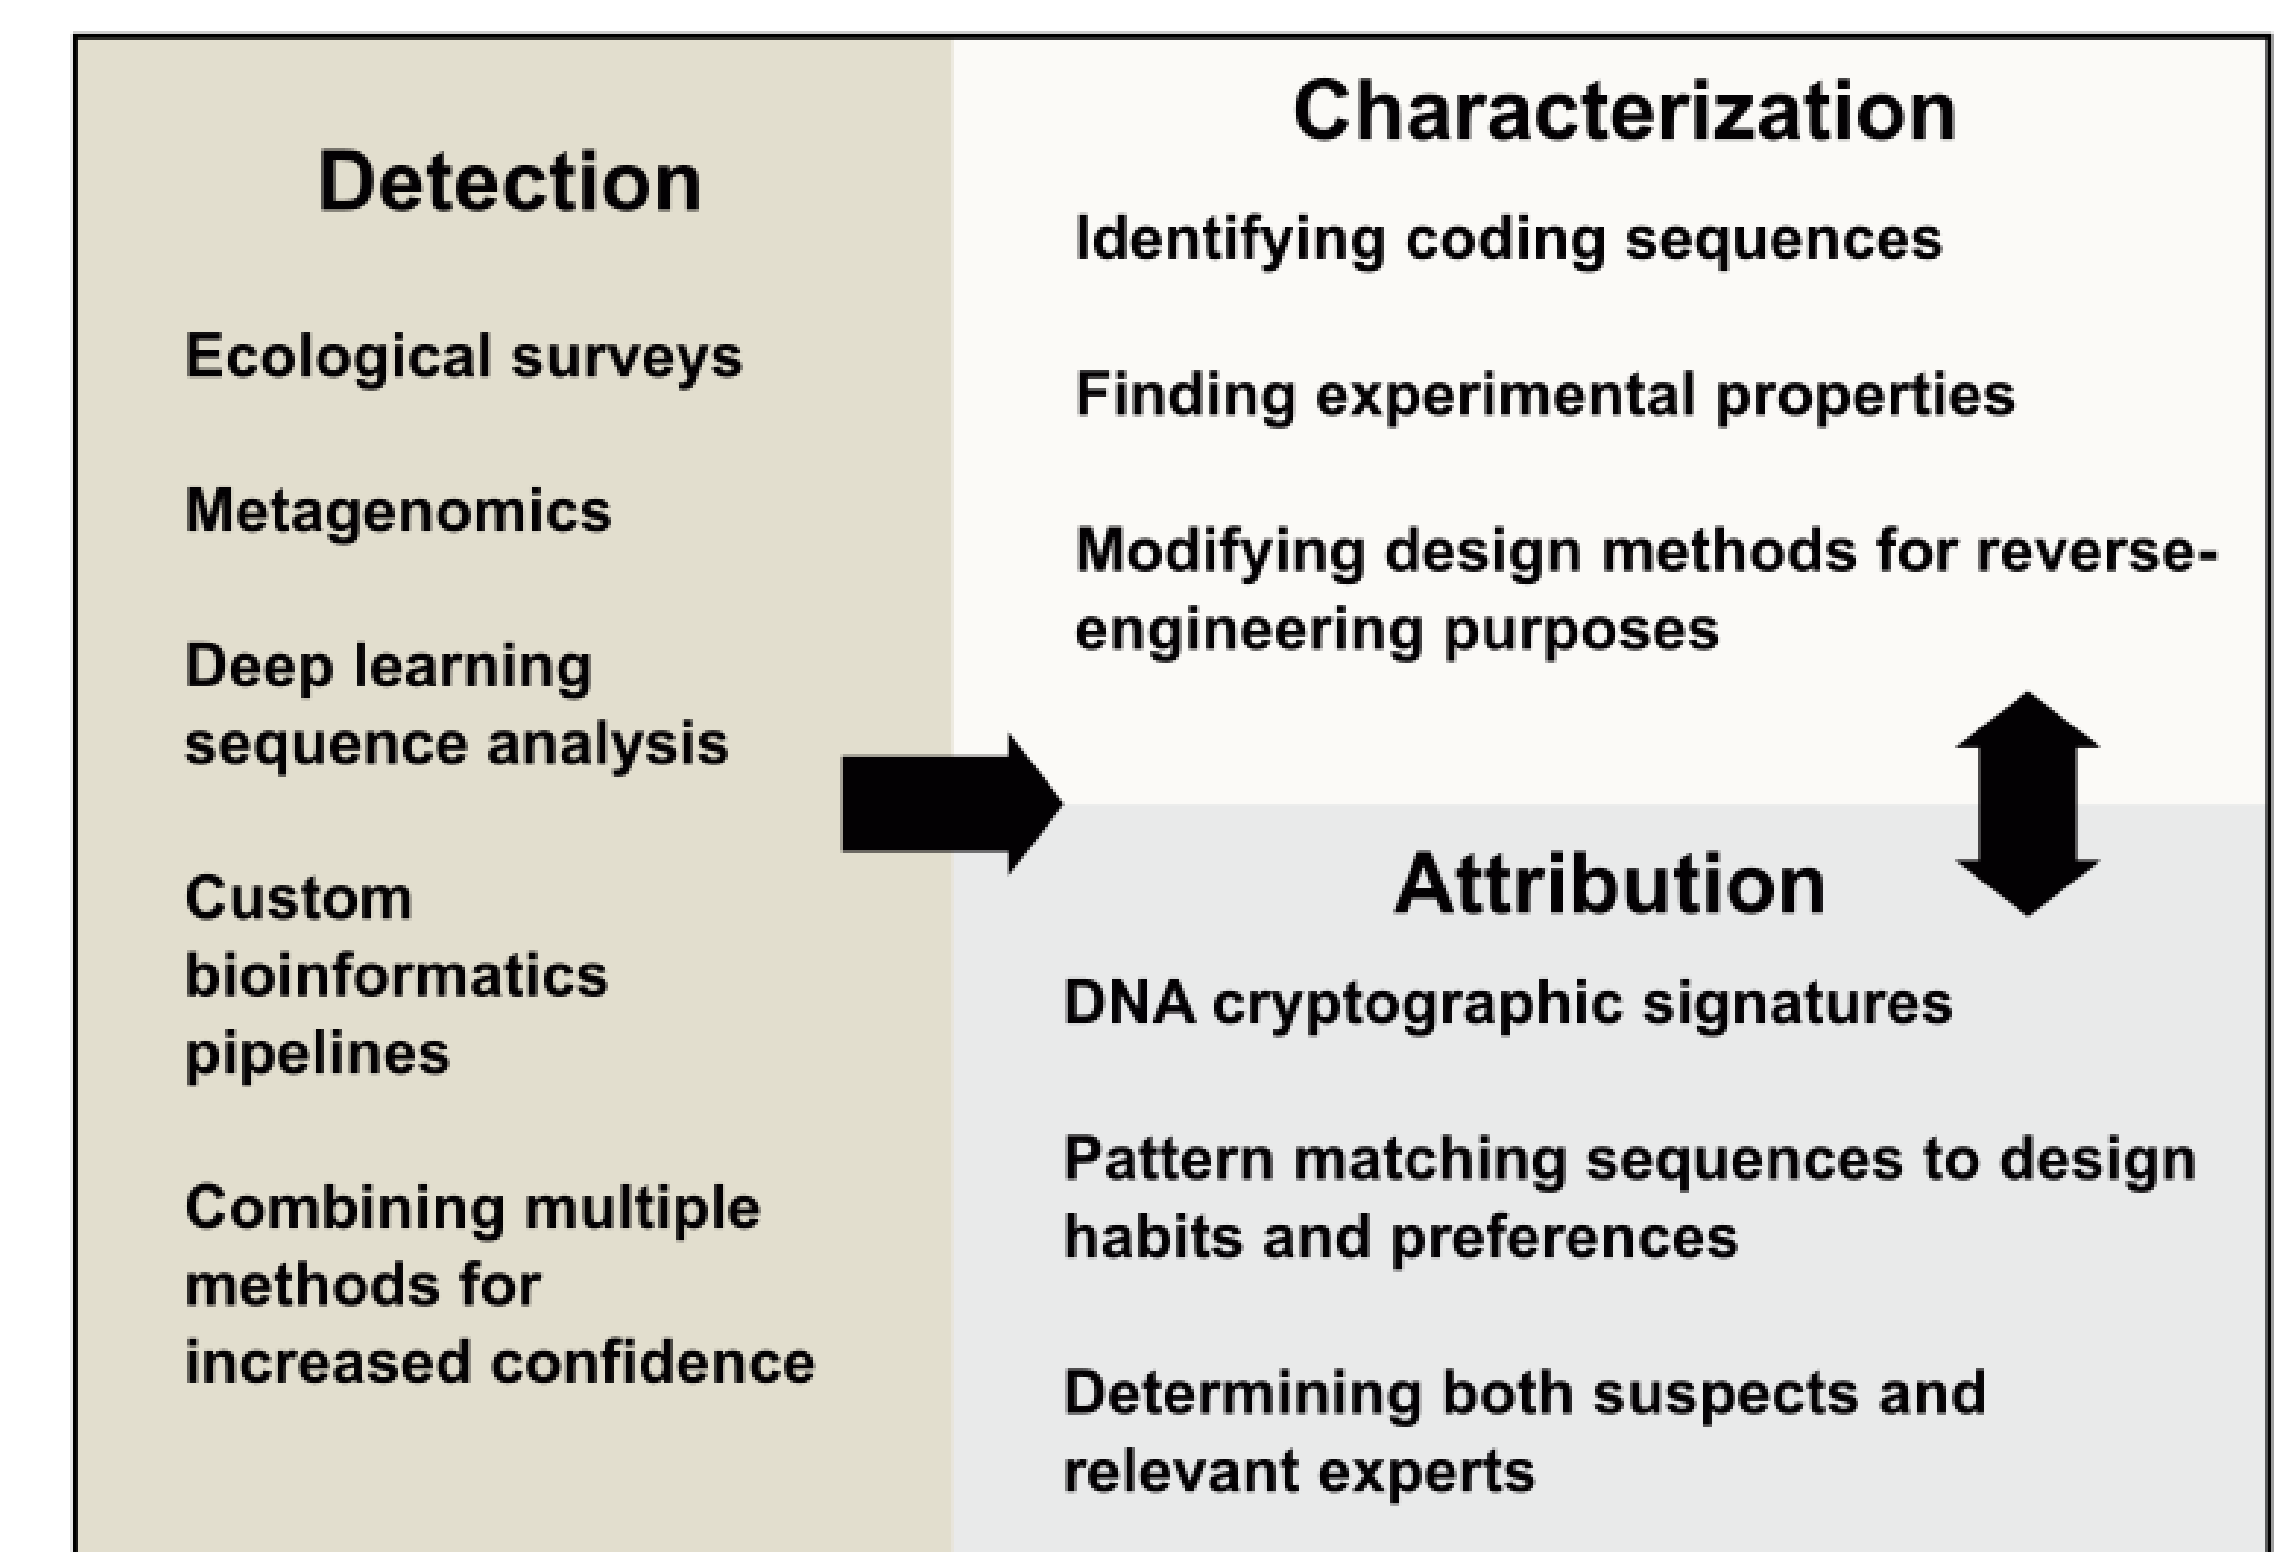 Detection
Ecological surveys
Metagenomics
Deep learning
sequence analysis
Custom
bioinformatics
pipelines
Combining multiple
methods for
increased confidence
Characterization
Identifying coding sequences
Finding experimental properties
Modifying design methods for reverse-
engineering purposes
Attribution
DNA cryptographic signatures
Pattern matching sequences to design
habits and preferences
Determining both suspects and
relevant experts